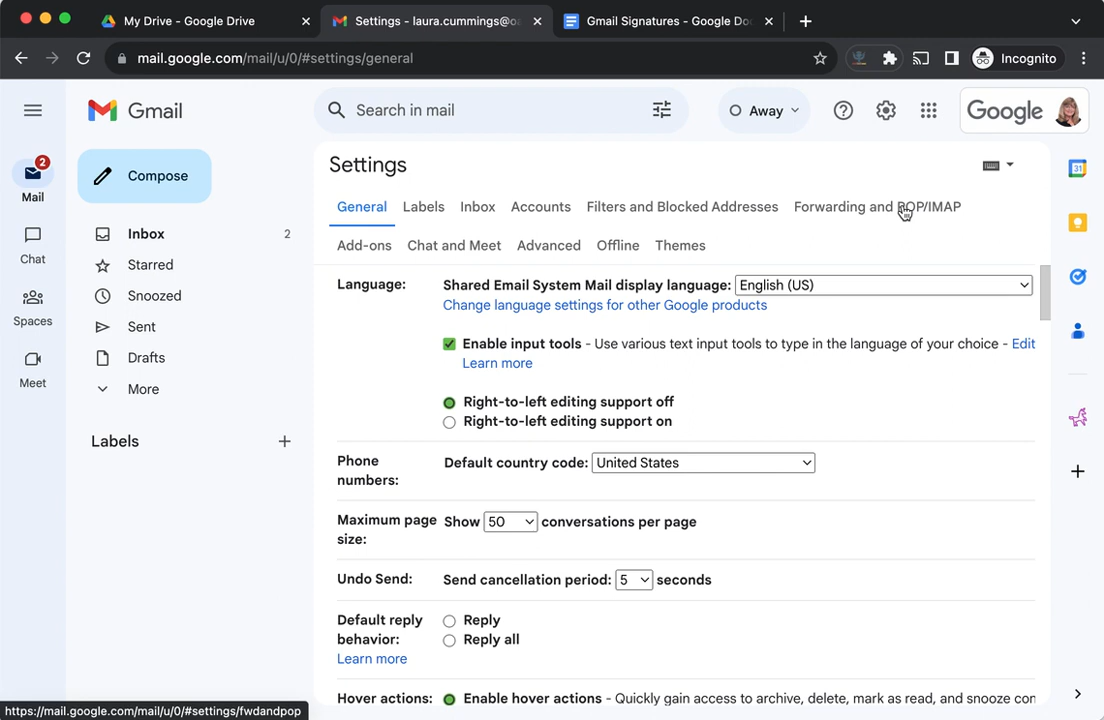 My Drive - Google Drive
Settings - laura.cummings@oa
Gmail Signatures - Google Do
mail.google.com/mail/u/0/#settings/general
Incognito
Gmail
Search in mail
Away
Google
2
Mail
Chat
Spaces
Meet
Compose
Inbox 2
Starred
Snoozed
Sent
Drafts
More
Labels
Settings
General Labels Inbox Accounts Filters and Blocked Addresses Forwarding and POP/IMAP
Add-ons Chat and Meet Advanced Offline Themes
Language: Shared Email System Mail display language: English (US)
Change language settings for other Google products
Enable input tools - Use various text input tools to type in the language of your choice - Edit
Learn more
Right-to-left editing support off
Right-to-left editing support on
Phone
numbers:
Default country code: United States
Maximum page
size:
Show 50 conversations per page
Undo Send: Send cancellation period: 5 seconds
Default reply
behavior:
Learn more
Reply
Reply all
Hover actions: Enable hover actions - Quickly gain access to archive, delete, mark as read, and snooze con
31
https://mail.google.com/mail/u/0/#settings/fwdandpop